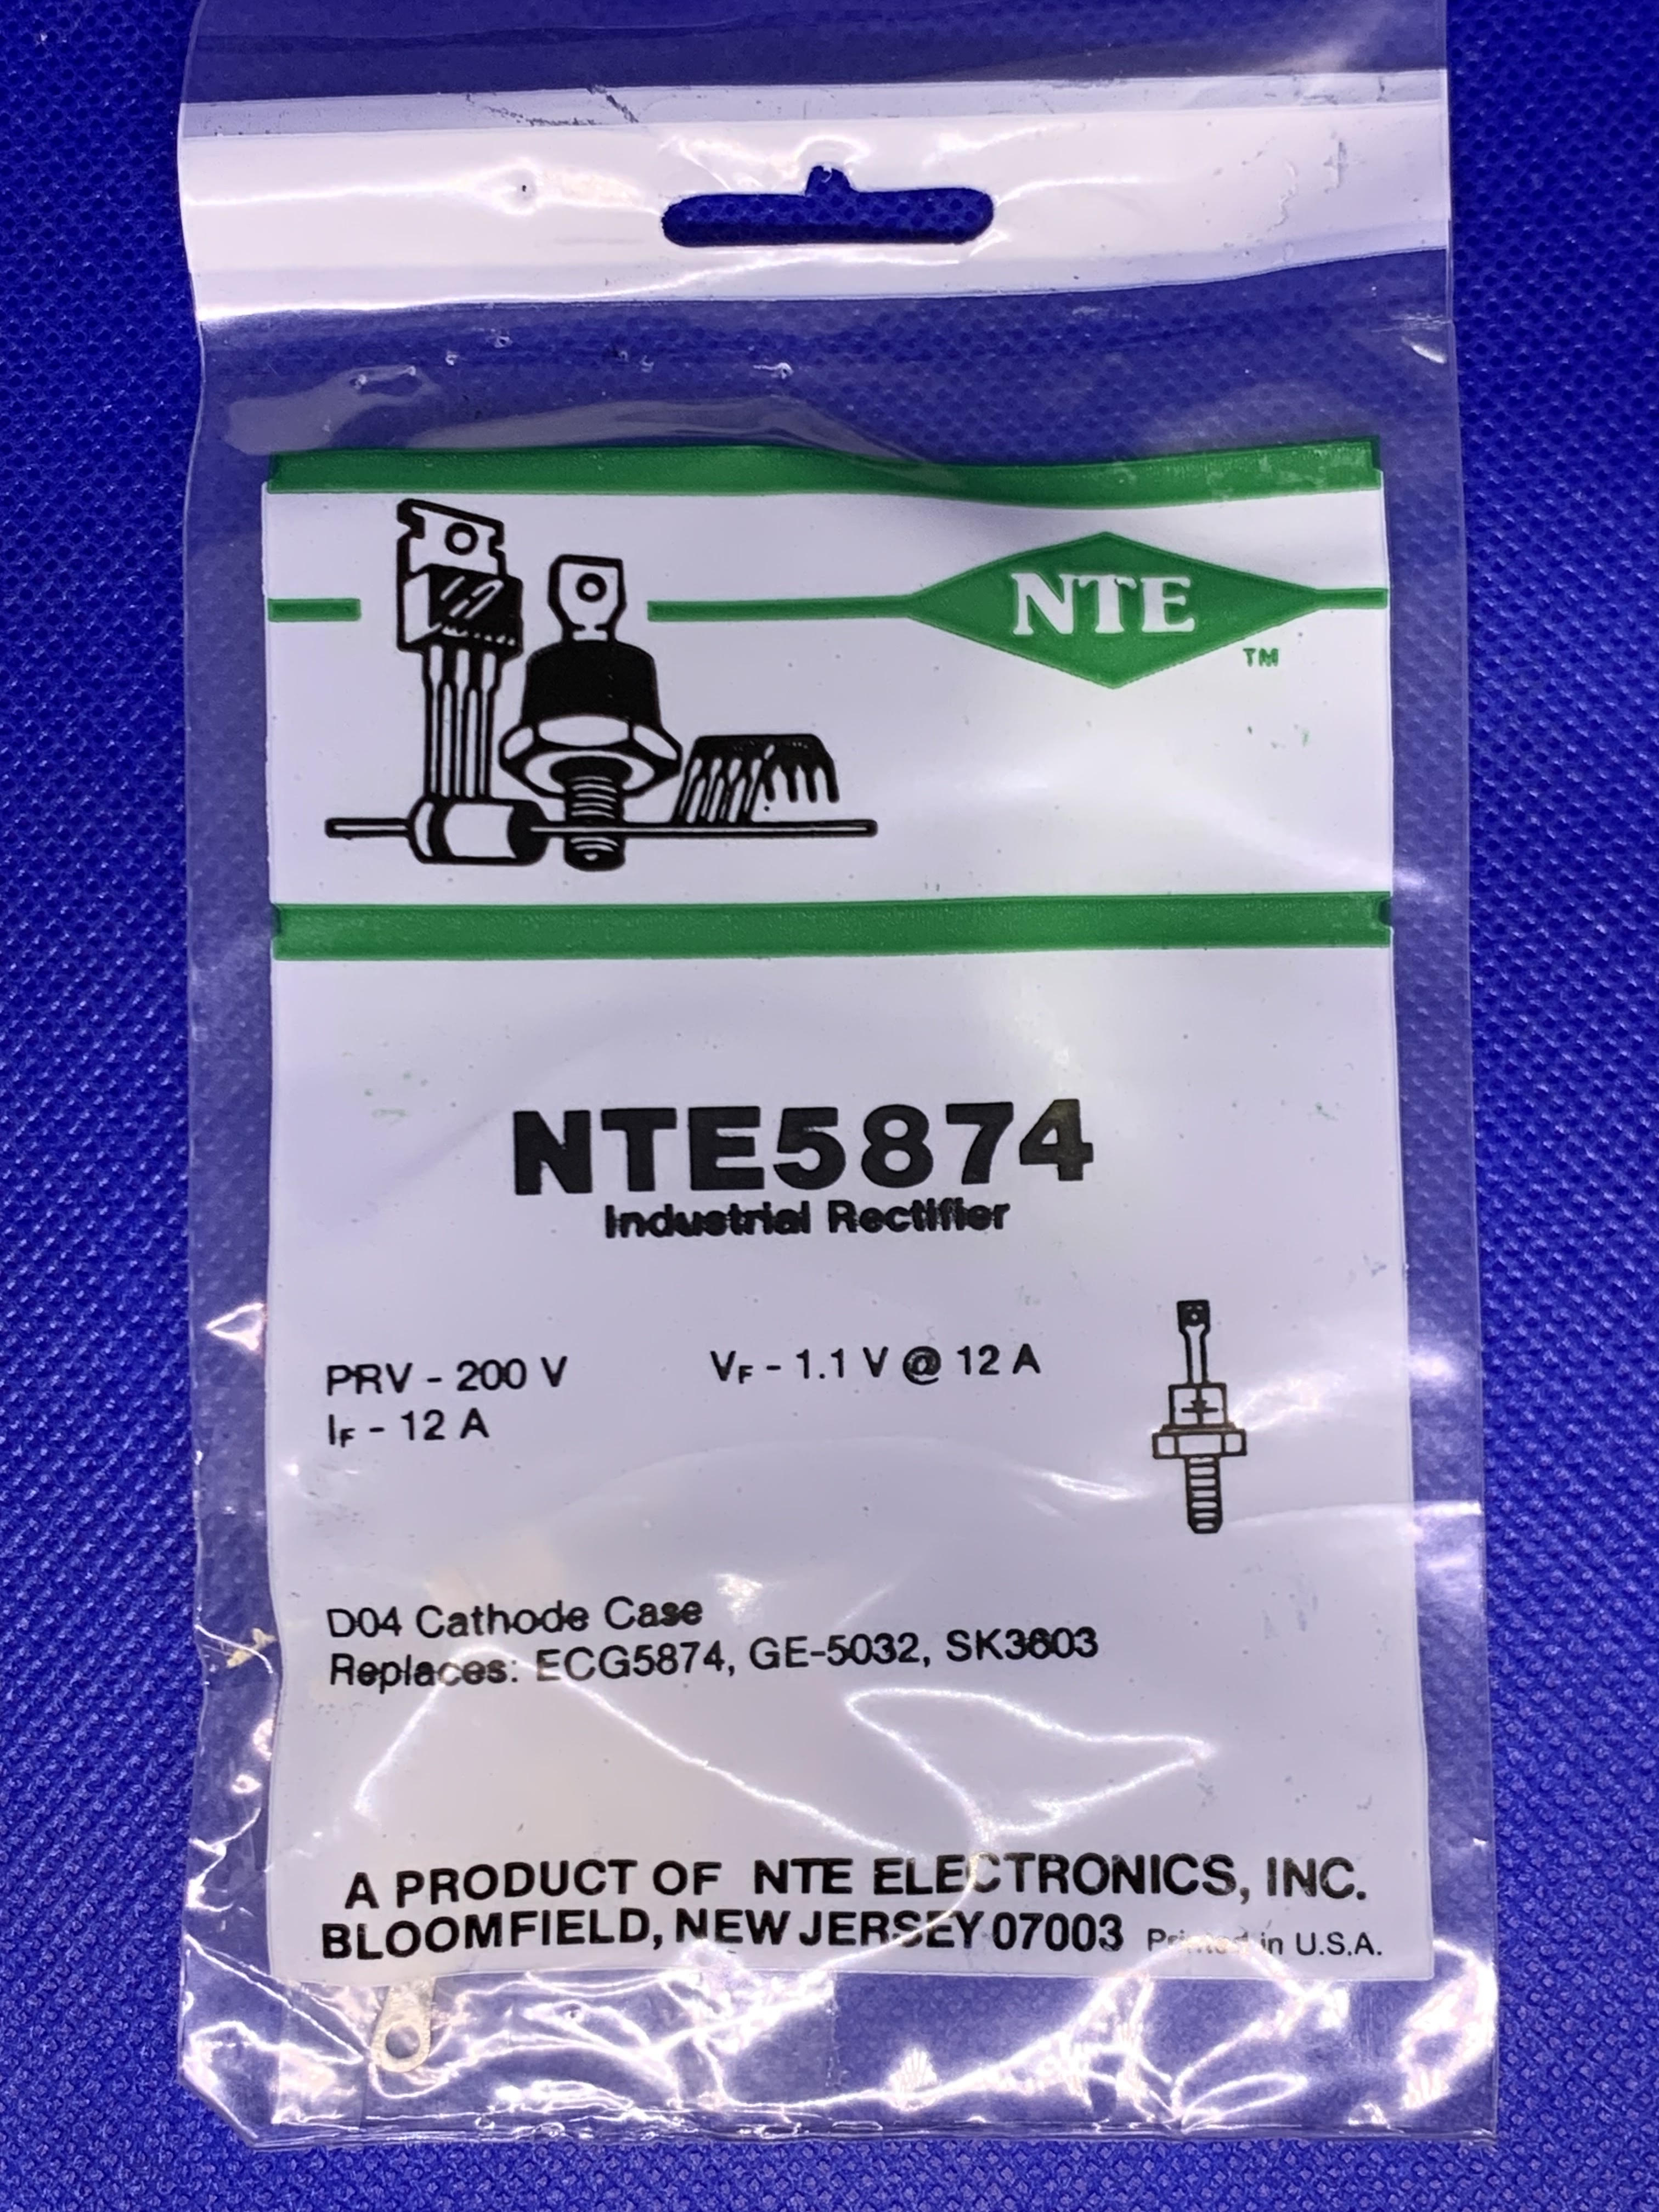 NTE
TM
NTE5874
Industrial Rectifier
PRV - 200 V
VF - 1.1 V @ 12 A
IF - 12 A
D04 Cathode Case
Replaces: ECG5874, GE-5032, SK3603
A PRODUCT OF NTE ELECTRONICS, INC.
BLOOMFIELD, NEW JERSEY 07003 Printed in U.S.A.